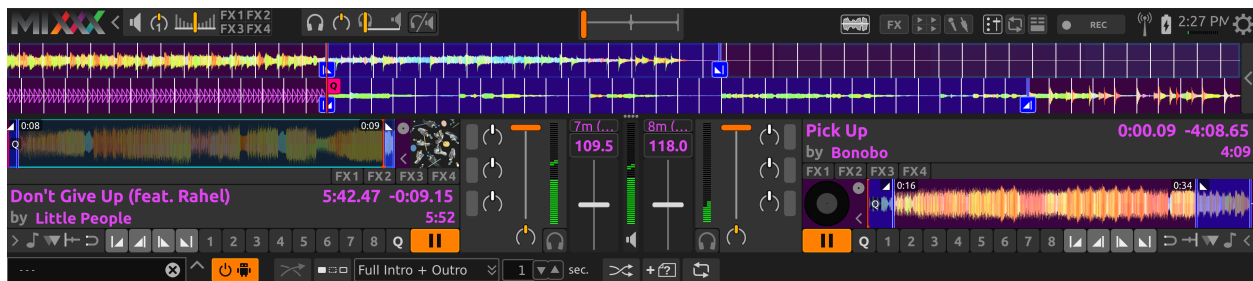 MIXXX FX1 FX2 FX3 FX4 FX REC 2:27 PM
Q
0:08 0:09
Q
FX1 FX2 FX3 FX4
Don't Give Up (feat. Rahel) 5:42.47 -0:09.15
by Little People 5:52
1 2 3 4 5 6 7 8 Q
7m (... 8m (...
109.5 118.0
Pick Up 0:00.09 -4:08.65
by Bonobo 4:09
FX1 FX2 FX3 FX4
0:16 0:34
Q
Q 1 2 3 4 5 6 7 8
--- Full Intro + Outro 1 sec.